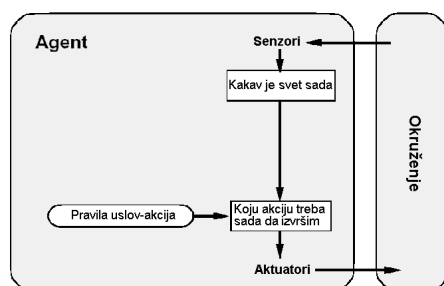 Agent
Senzori
Kakav je svet sada
Okruženje
Pravila uslov-akcija
Koju akciju treba
sada da izvršim
Aktuatori